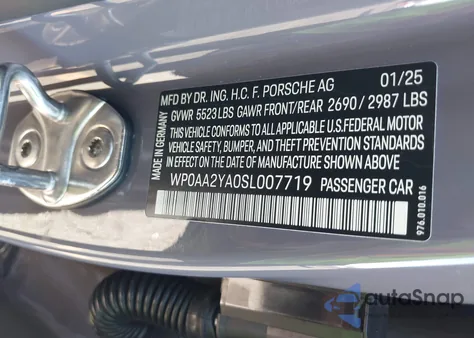 MFD BY DR. ING. H.C. F. PORSCHE AG 01/25
GVWR 5523 LBS GAWR FRONT/REAR 2690 / 2987 LBS
THIS VEHICLE CONFORMS TO ALL APPLICABLE U.S.FEDERAL MOTOR
VEHICLE SAFETY, BUMPER, AND THEFT PREVENTION STANDARDS
IN EFFECT ON THE DATE OF MANUFACTURE SHOWN ABOVE
WP0AA2YA0SL007719 PASSENGER CAR
MADE IN GERMANY
976.010.016
autoSnap